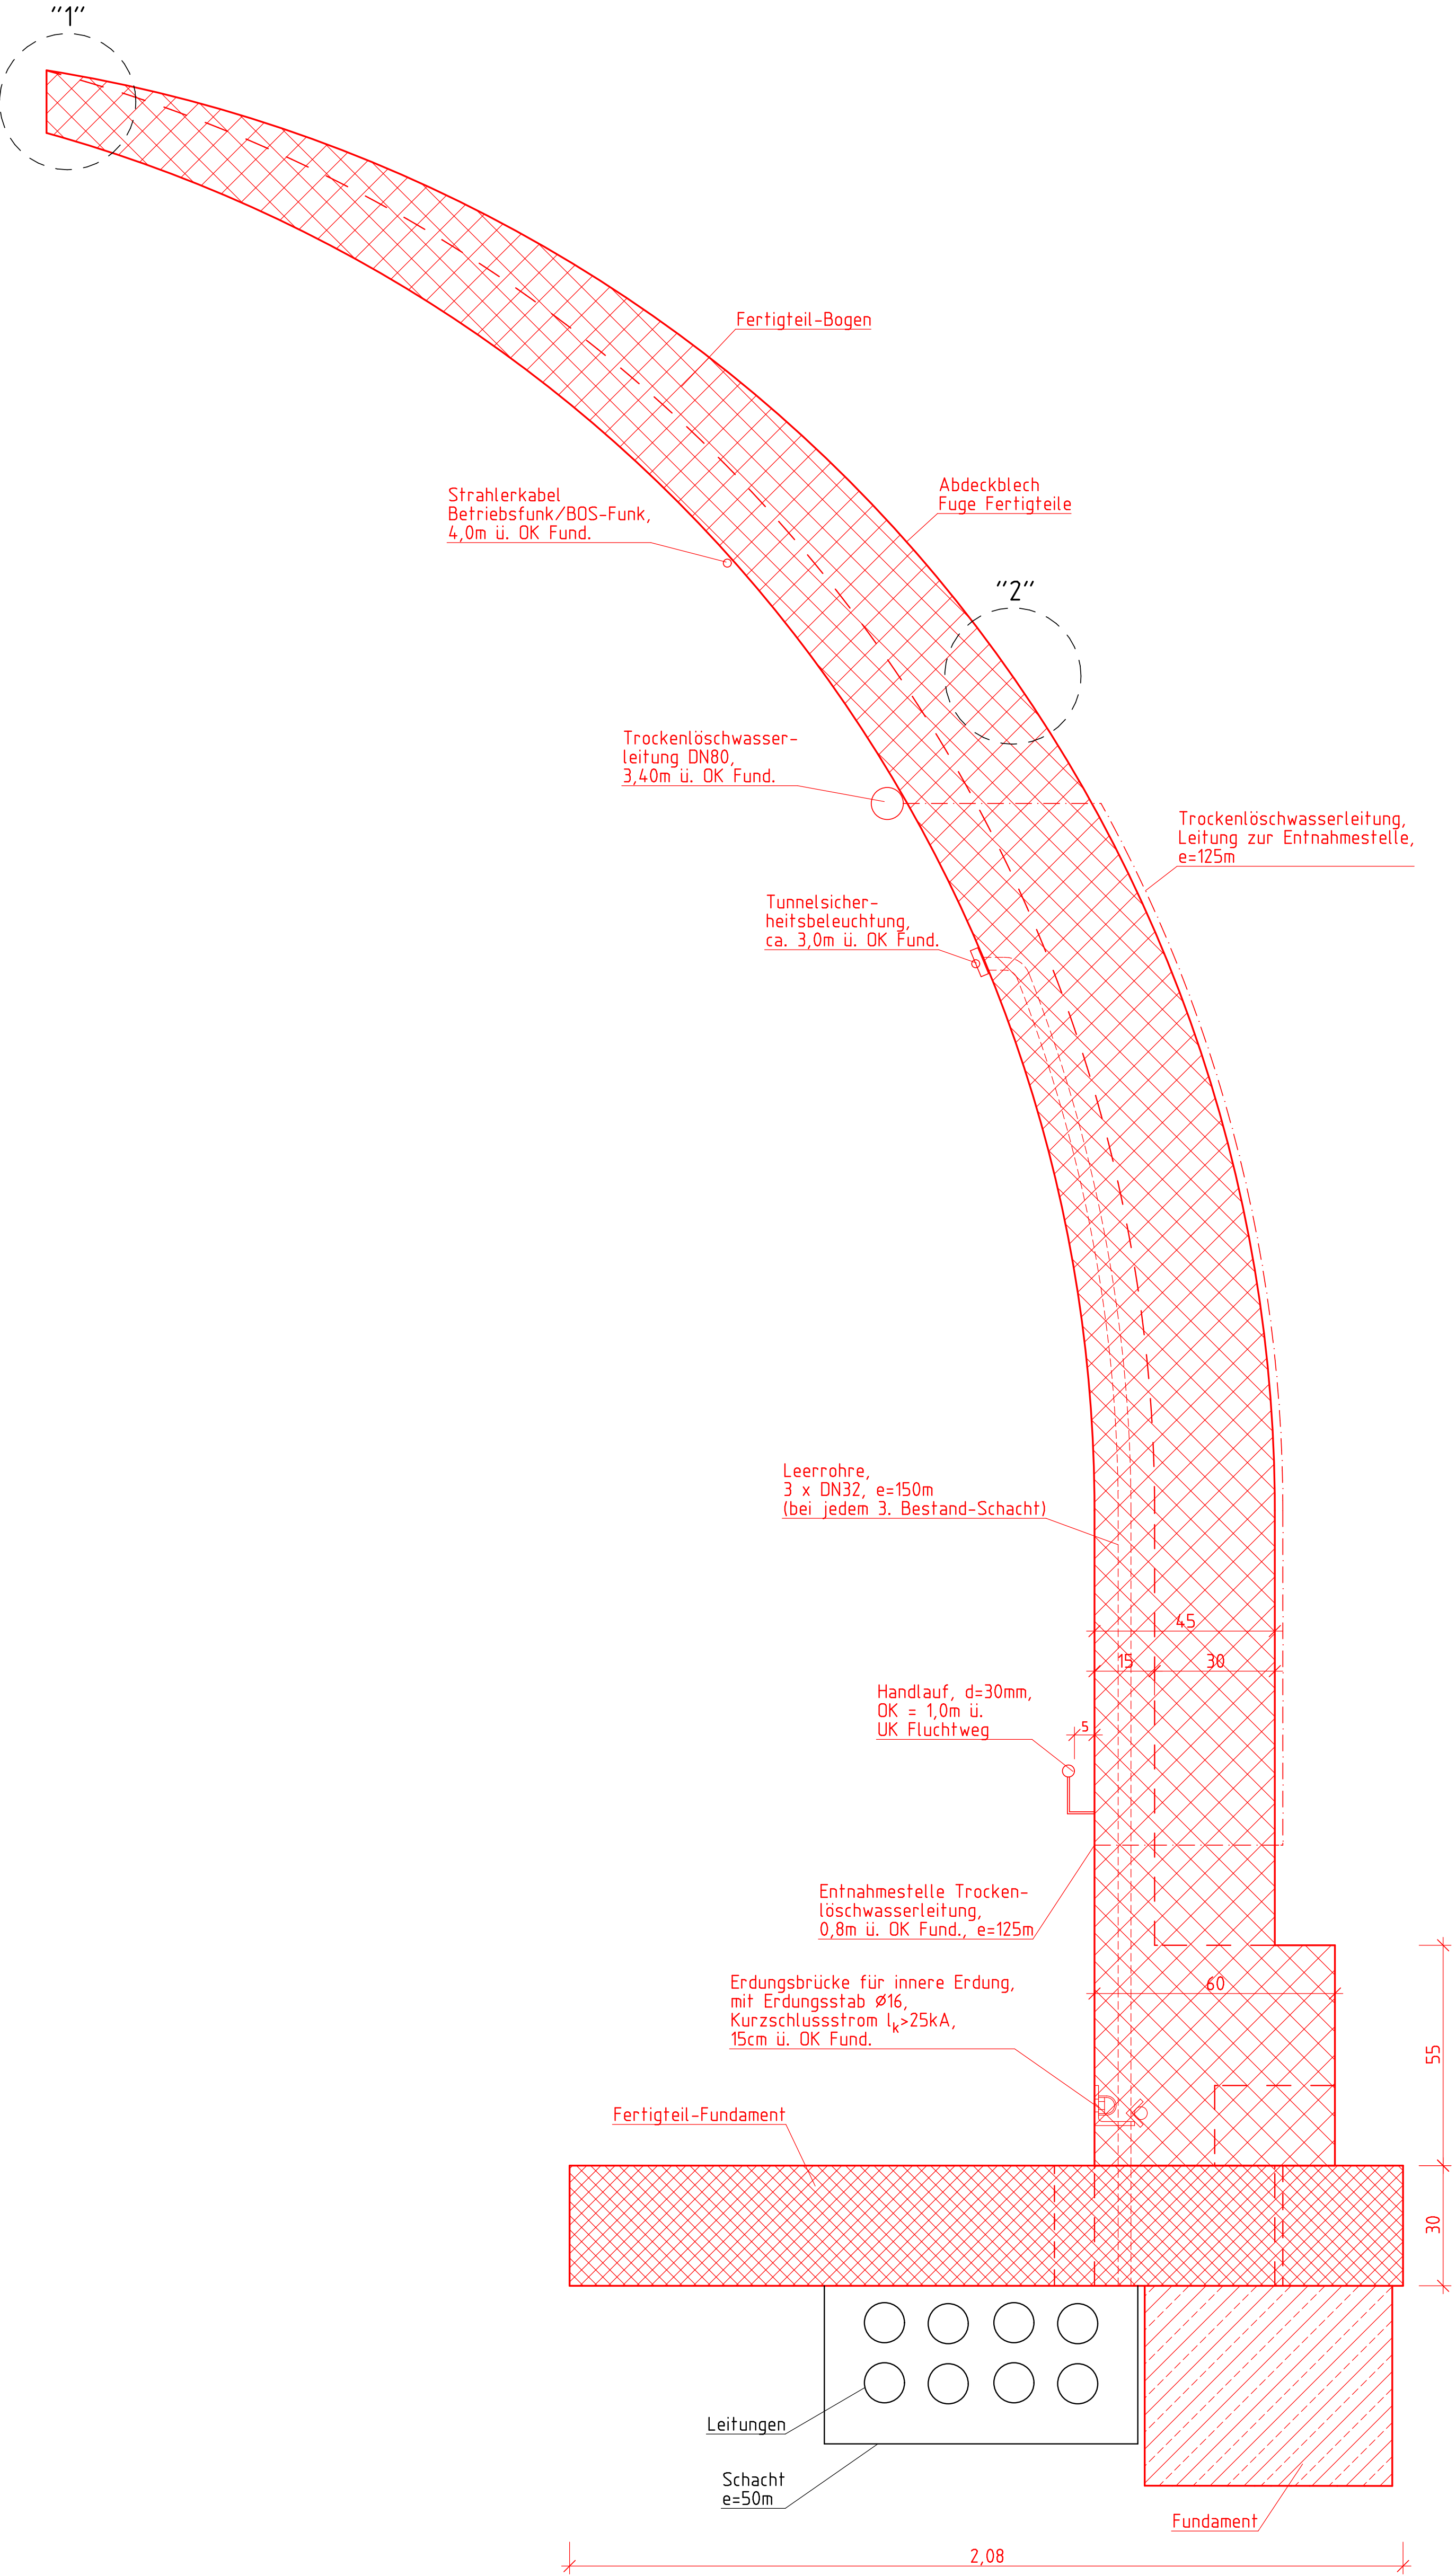 "1"
Fertigteil-Bogen
Abdeckblech
Fuge Fertigteile
Strahlerkabel
Betriebsfunk/BOS-Funk,
4,0m ü. OK Fund.
"2"
Trockenlöschwasser-
leitung DN80,
3,40m ü. OK Fund.
Trockenlöschwasserleitung,
Leitung zur Entnahmestelle,
e=125m
Tunnelsicher-
heitsbeleuchtung,
ca. 3,0m ü. OK Fund.
Leerrohre,
3 x DN32, e=150m
(bei jedem 3. Bestand-Schacht)
45
15 30
Handlauf, d=30mm,
OK = 1,0m ü.
UK Fluchtweg
5
Entnahmestelle Trocken-
löschwasserleitung,
0,8m ü. OK Fund., e=125m
Erdungsbrücke für innere Erdung,
mit Erdungsstab Ø16,
Kurzschlussstrom lk>25kA,
15cm ü. OK Fund.
60
55
Fertigteil-Fundament
30
Leitungen
Schacht
e=50m
Fundament
2,08